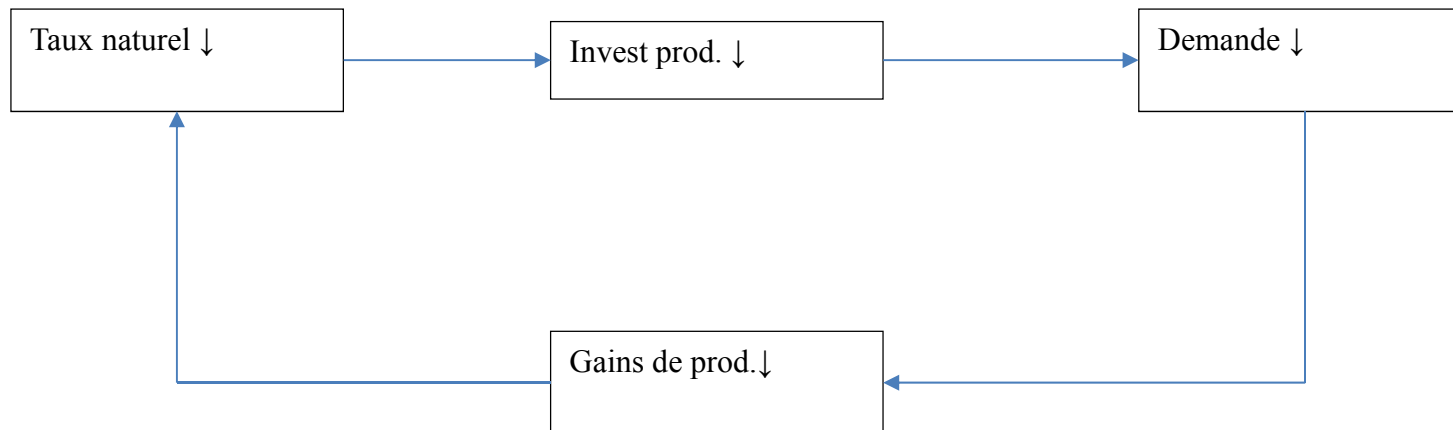 Taux naturel ↓
Invest prod. ↓
Demande ↓
Gains de prod.↓